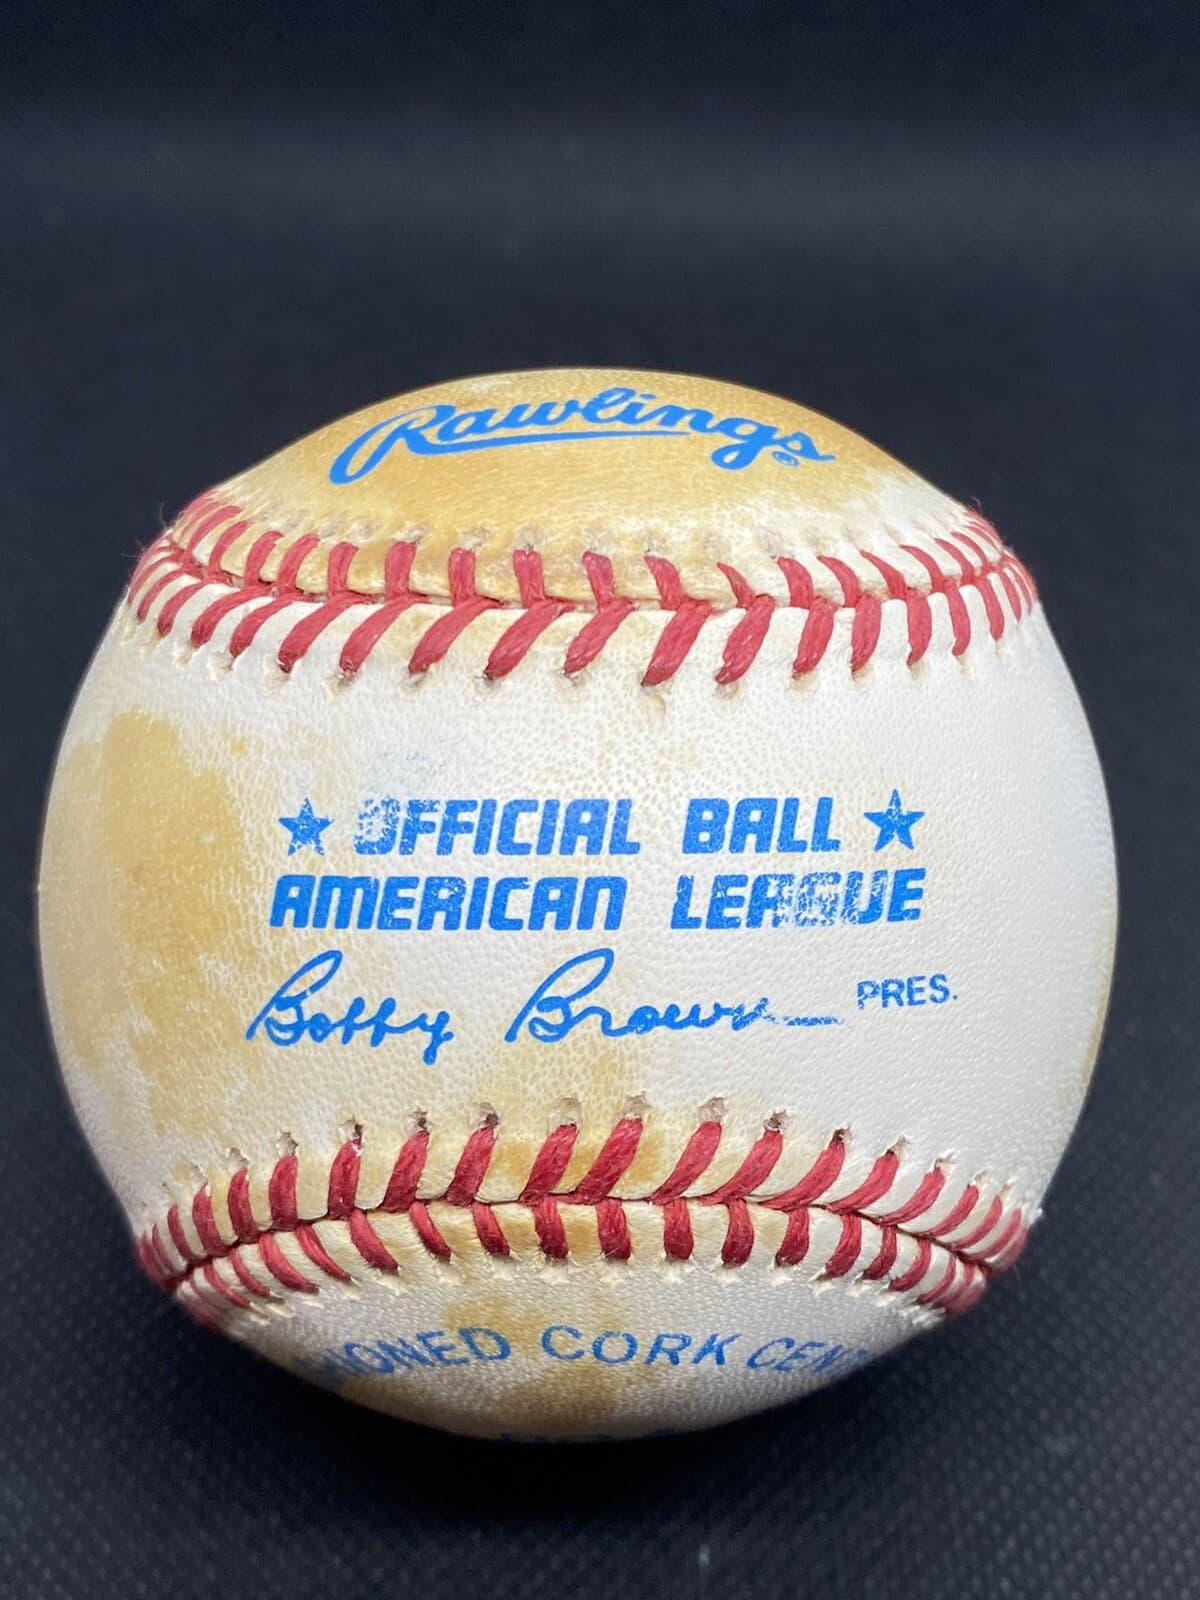 Rawlings®
★ OFFICIAL BALL ★
AMERICAN LEAGUE
Bobby Brown PRES.
CORK